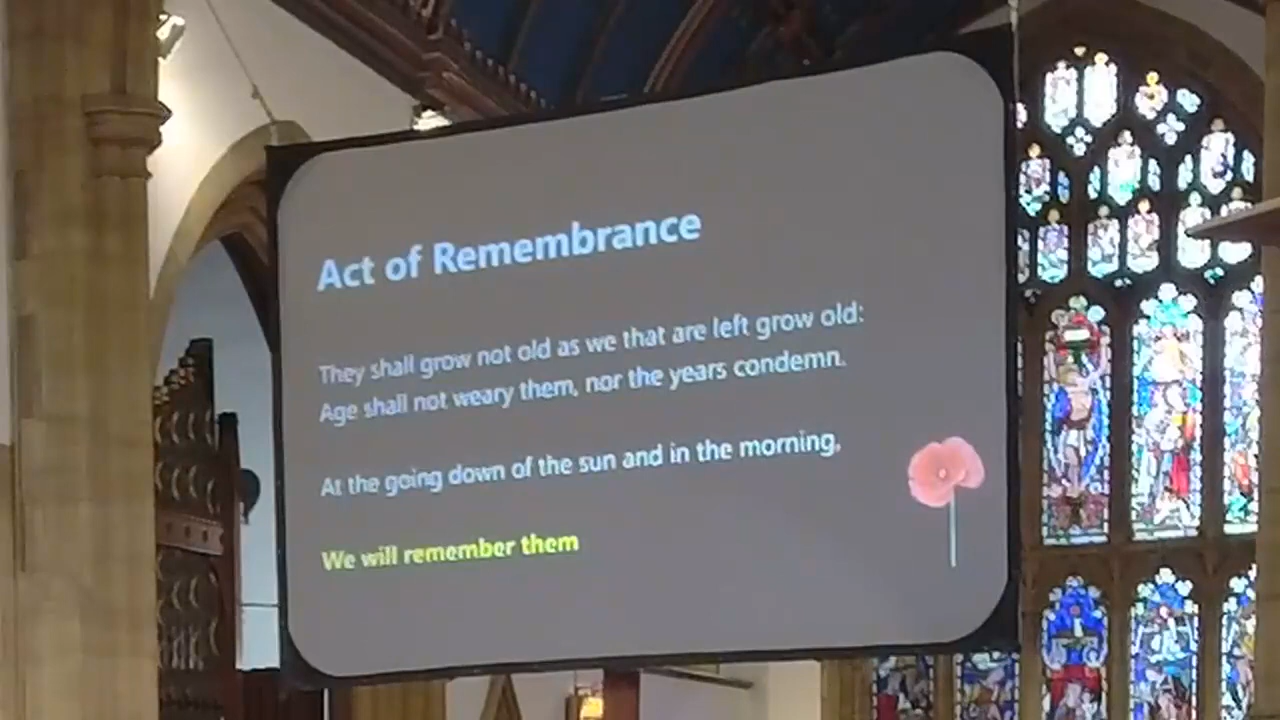 Act of Remembrance
They shall grow not old as we that are left grow old:
Age shall not weary them, nor the years condemn.
At the going down of the sun and in the morning,
We will remember them